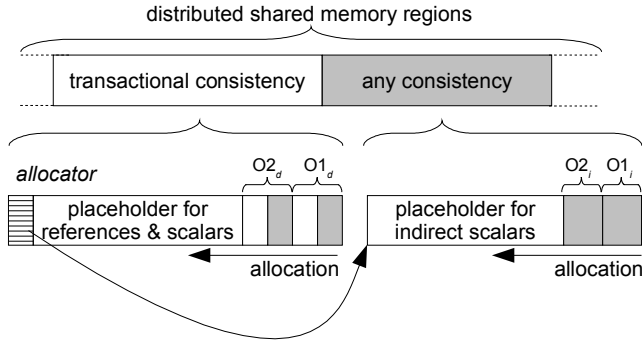 distributed shared memory regions
transactional consistency
any consistency
allocator
O2d
O1d
O2i
O1i
placeholder for
references & scalars
placeholder for
indirect scalars
allocation
allocation